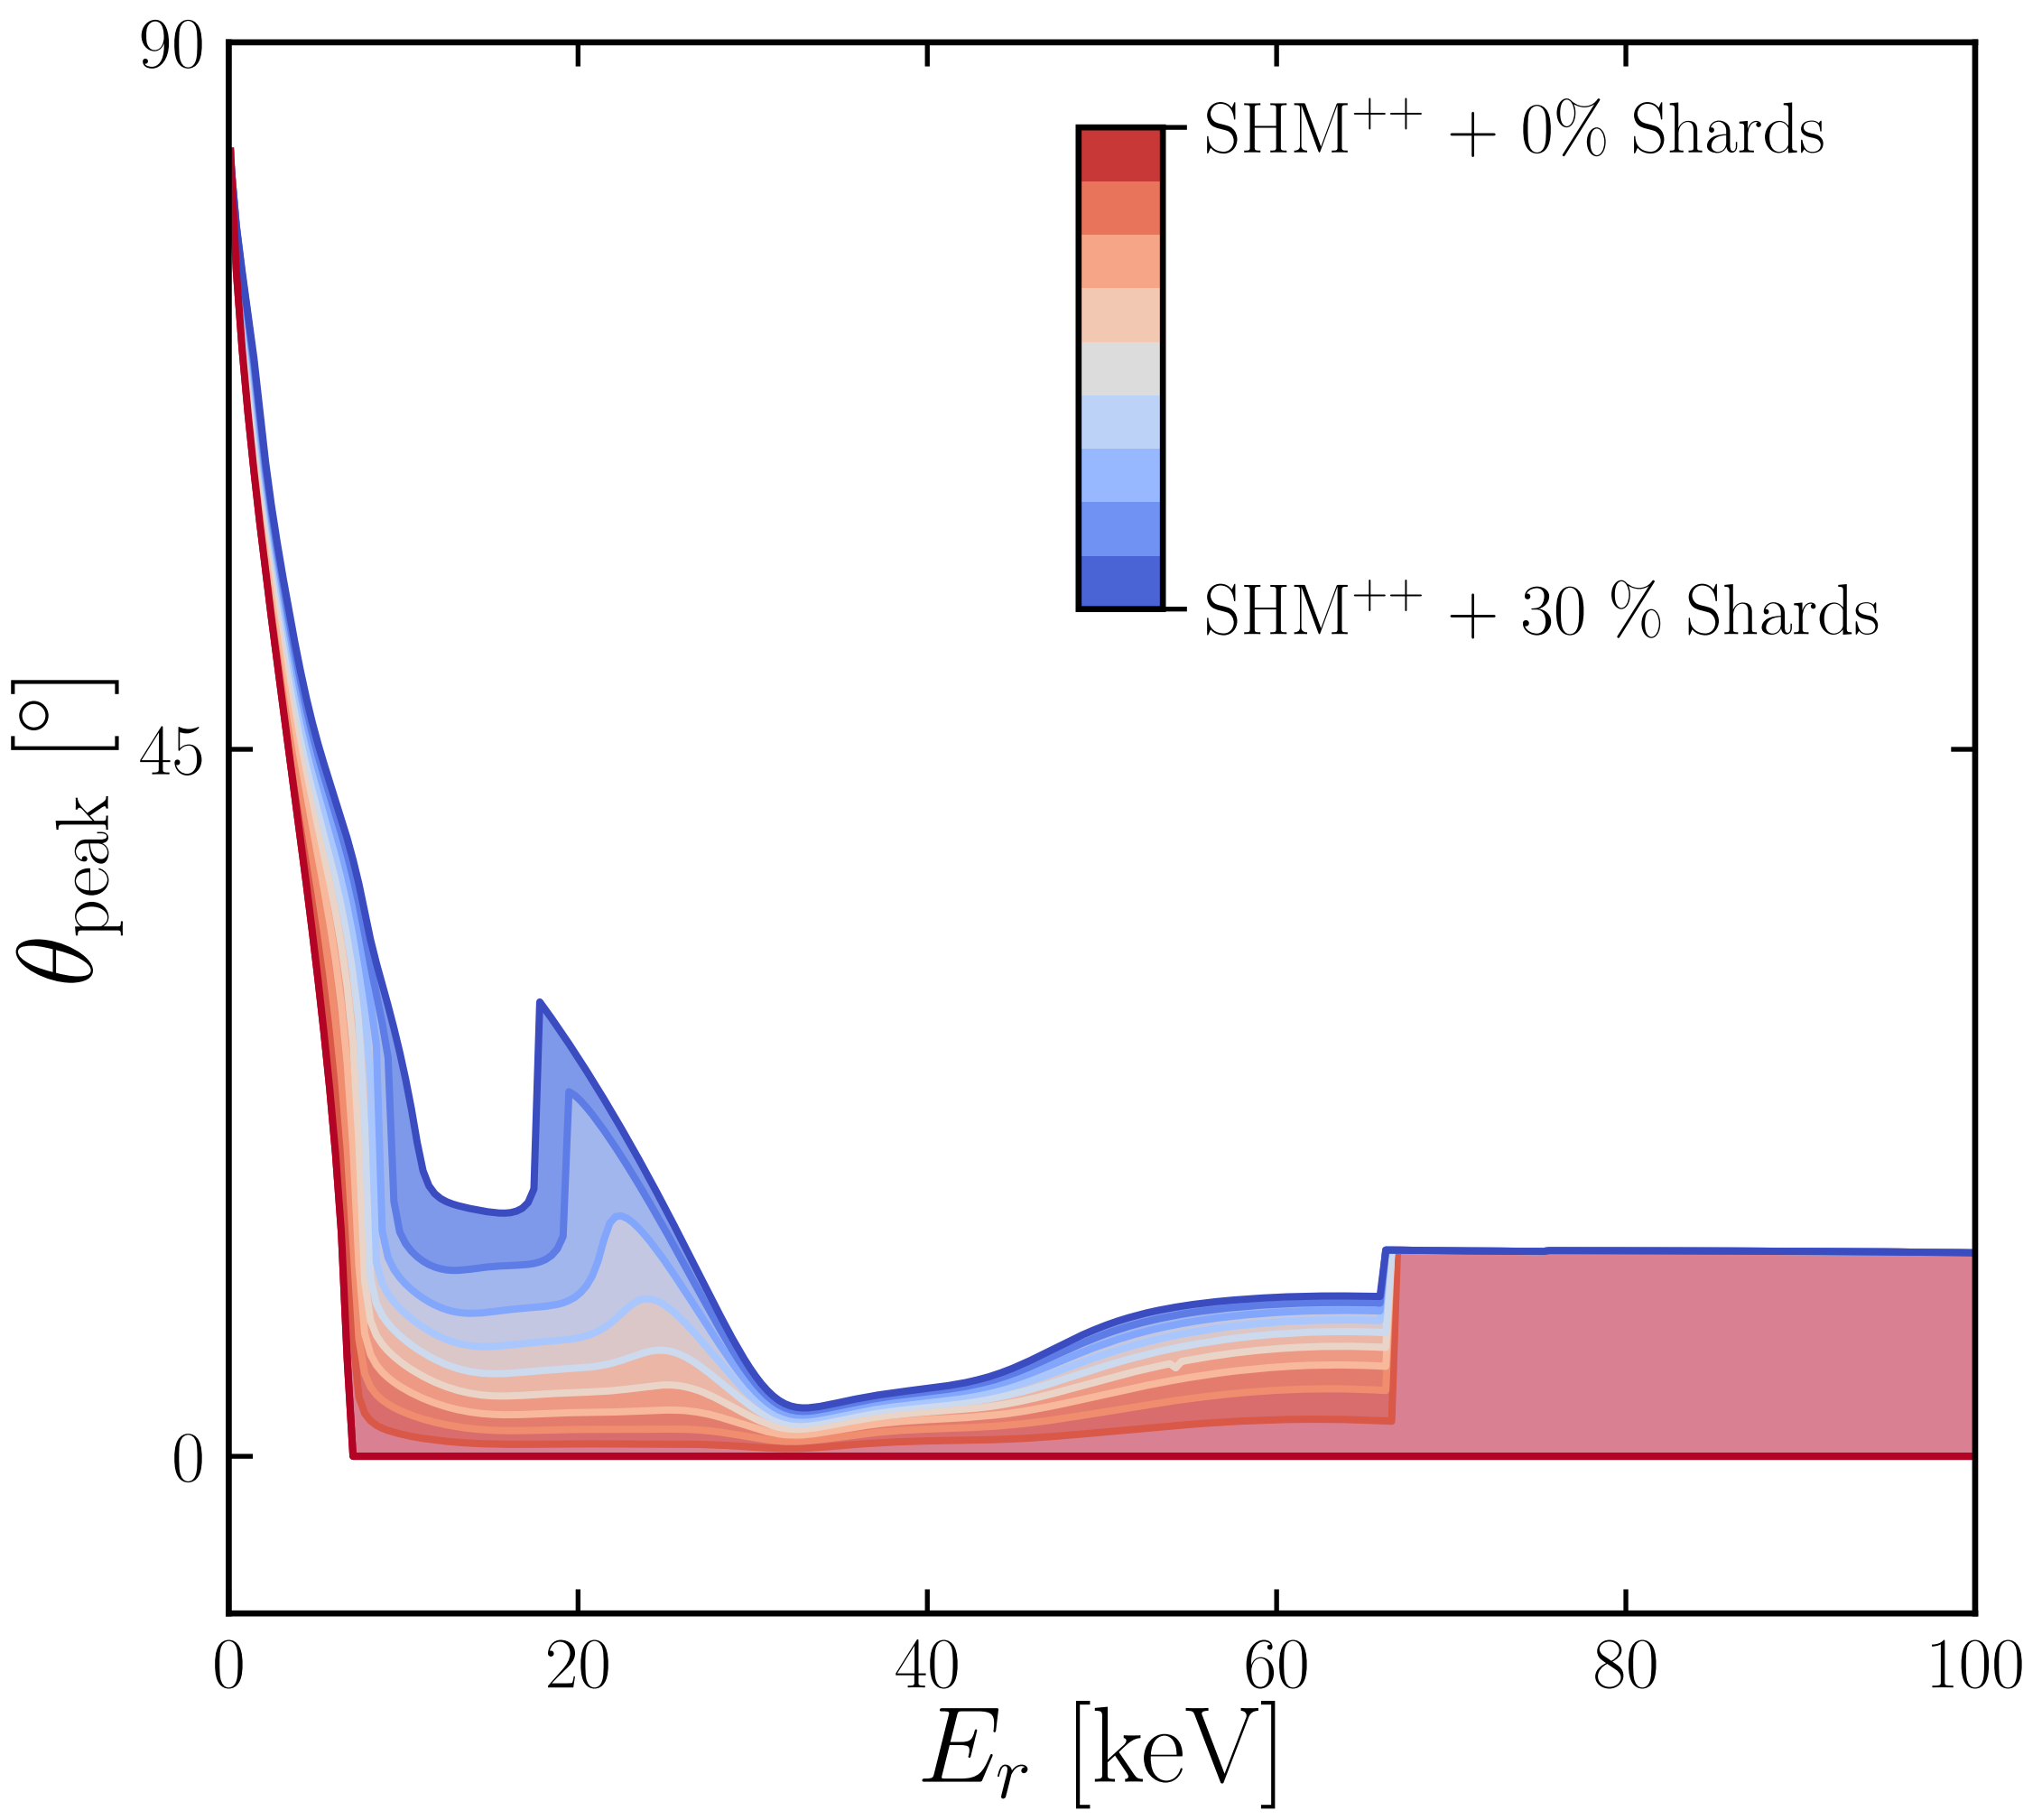 90
SHM⁺⁺ + 0% Shards
SHM⁺⁺ + 30 % Shards
θpeak [°]
45
0
0 20 40 60 80 100
Eᵣ [keV]